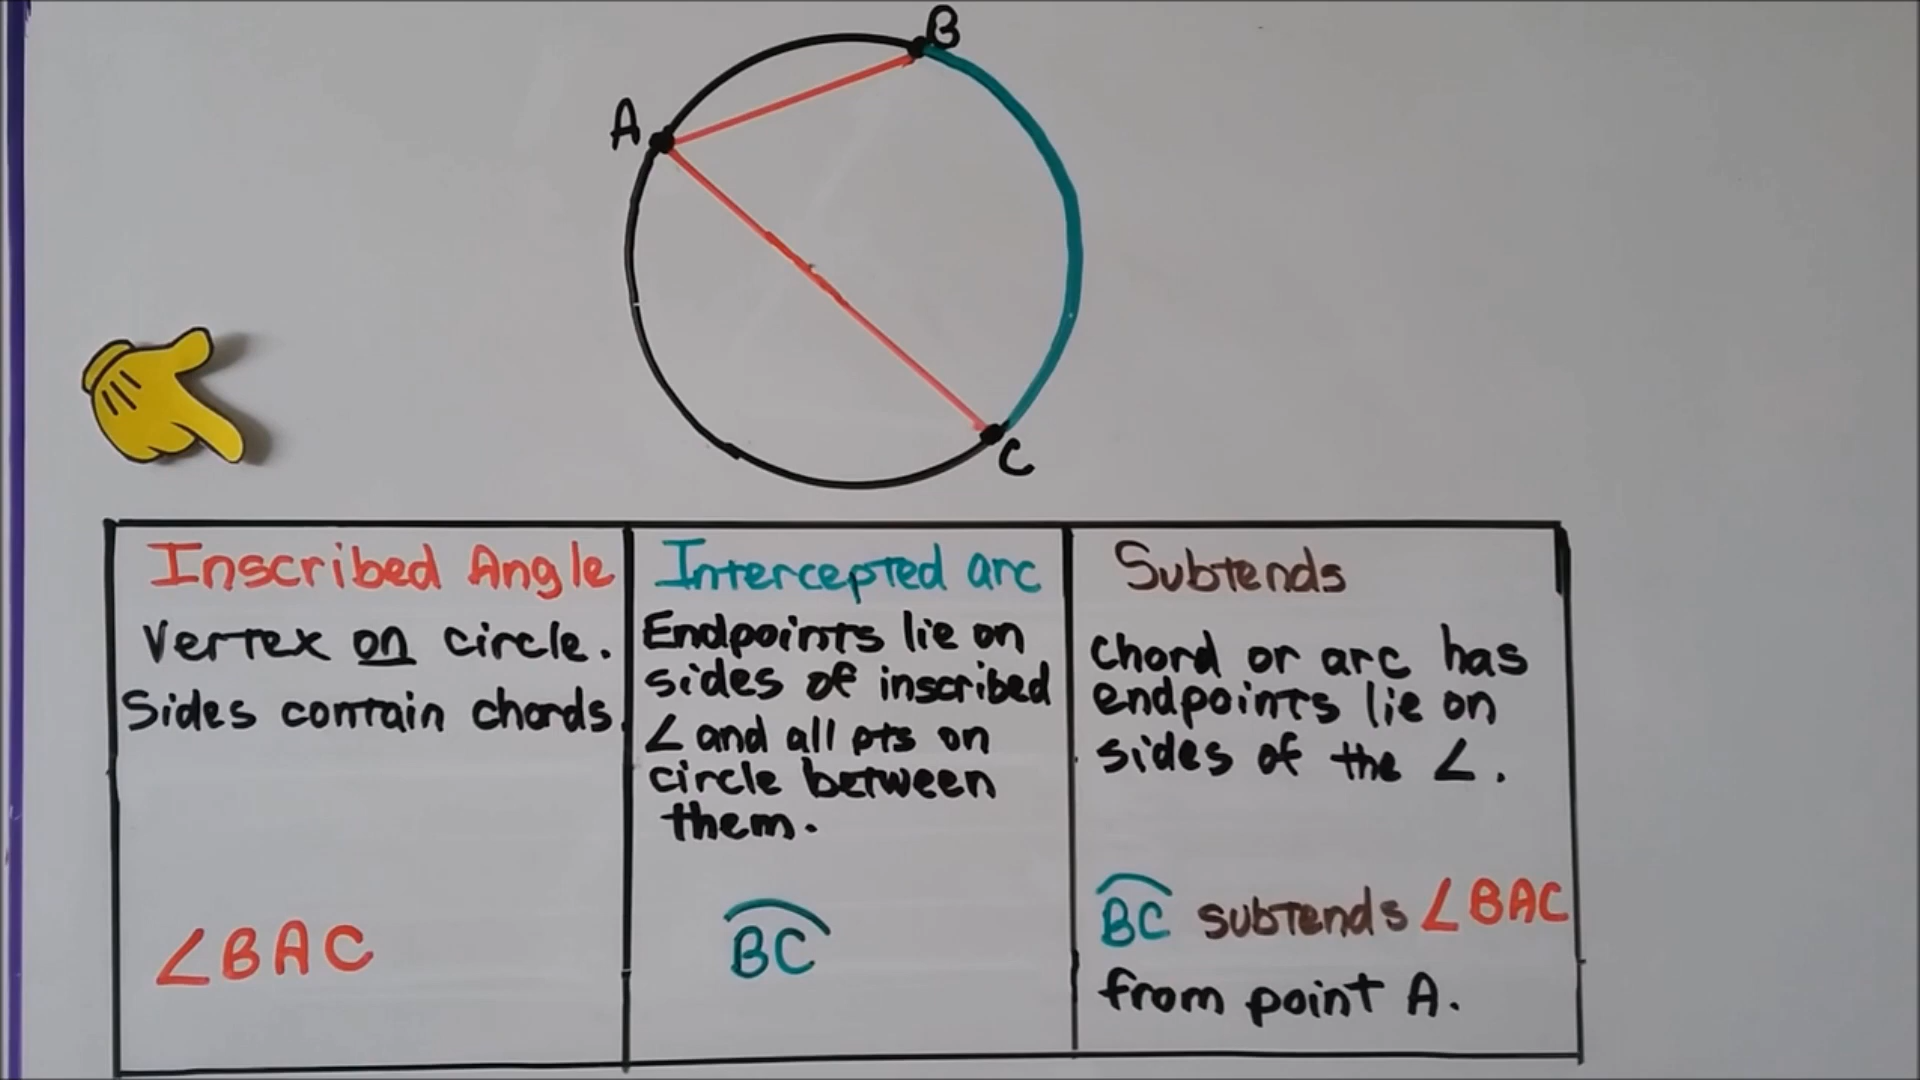 B
A
C
Inscribed Angle
Vertex on circle.
Sides contain chords.
∠BAC
Intercepted arc
Endpoints lie on
sides of inscribed
∠ and all pts on
circle between
them.
BC
Subtends
Chord or arc has
endpoints lie on
sides of the ∠.
BC subtends ∠BAC
from point A.